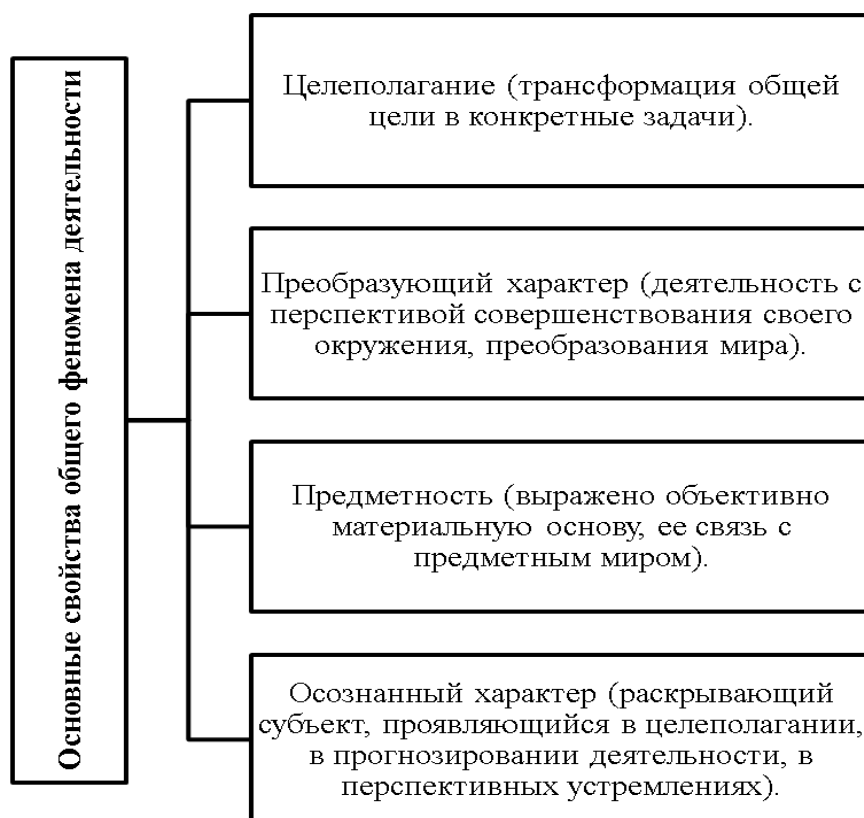 Основные свойства общего феномена деятельности
Целеполагание (трансформация общей
цели в конкретные задачи).
Преобразующий характер (деятельность с
перспективой совершенствования своего
окружения, преобразования мира).
Предметность (выражено объективно
материальную основу, ее связь с
предметным миром).
Осознанный характер (раскрывающий
субъект, проявляющийся в целеполагании,
в прогнозировании деятельности, в
перспективных устремлениях).